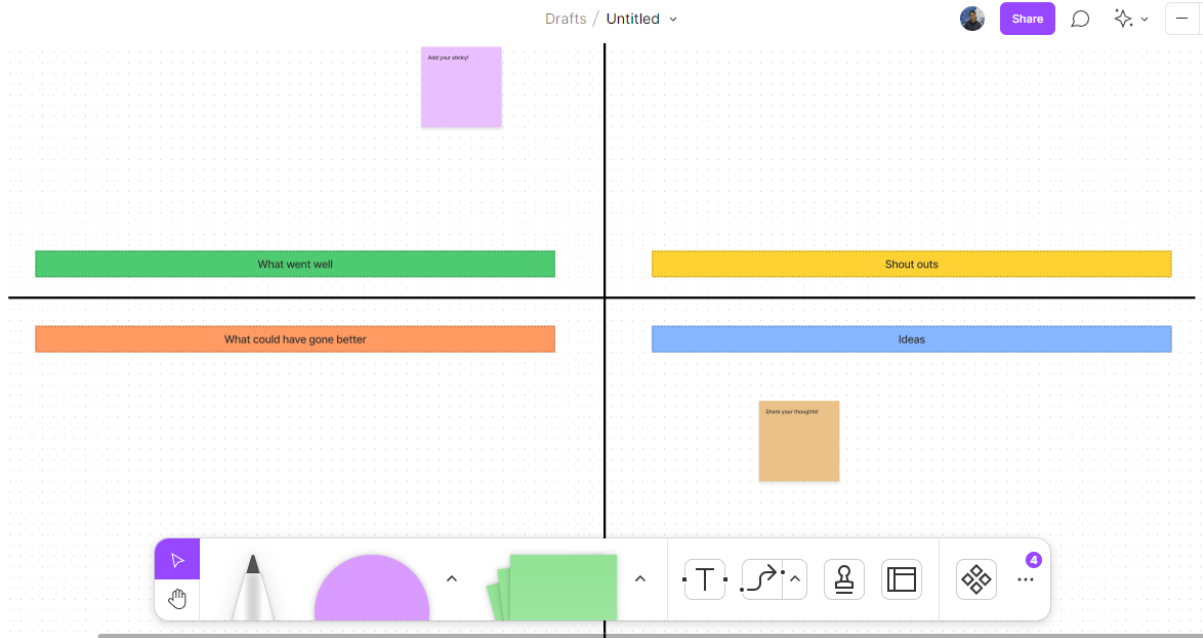 Drafts / Untitled
Share
Add your sticky!
What went well
Shout outs
What could have gone better
Ideas
Share your thoughts!
T
4